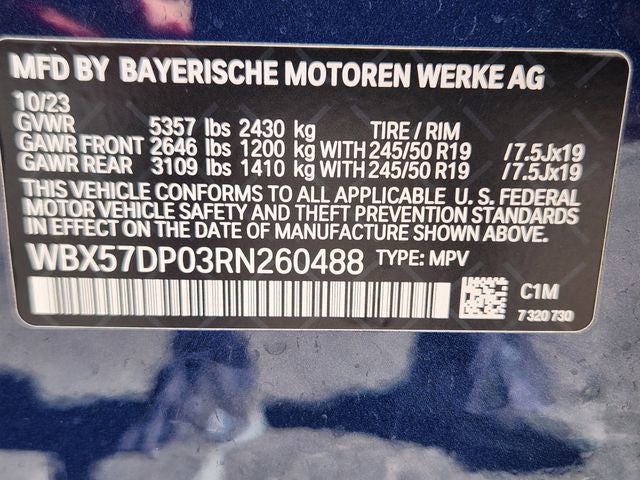 MFD BY BAYERISCHE MOTOREN WERKE AG
10/23
GVWR 5357 lbs 2430 kg TIRE / RIM
GAWR FRONT 2646 lbs 1200 kg WITH 245/50 R19 /7.5Jx19
GAWR REAR 3109 lbs 1410 kg WITH 245/50 R19 /7.5Jx19
THIS VEHICLE CONFORMS TO ALL APPLICABLE U. S. FEDERAL
MOTOR VEHICLE SAFETY AND THEFT PREVENTION STANDARDS
IN EFFECT ON THE DATE OF MANUFACTURE SHOWN ABOVE.
WBX57DP03RN260488 TYPE: MPV
C1M
7 320 730